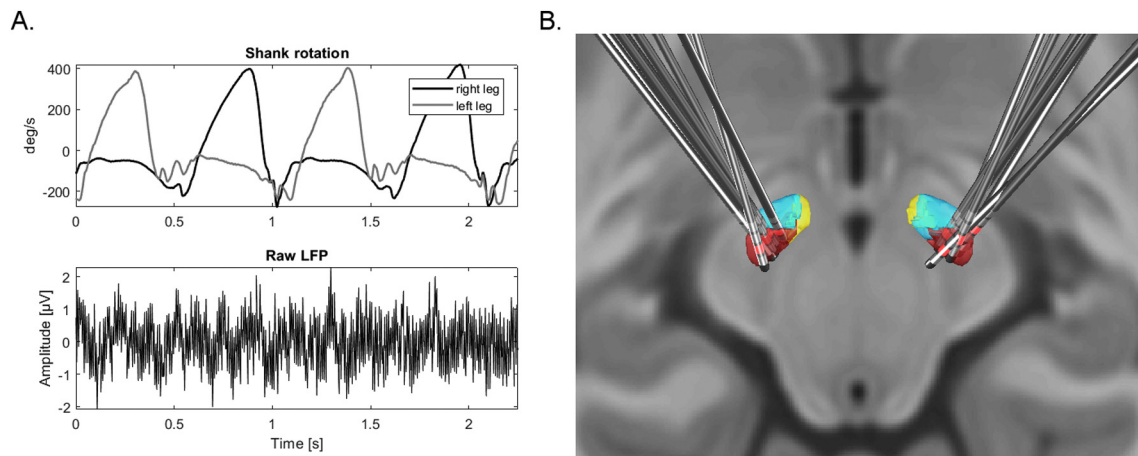 A.
Shank rotation
400
200
0
-200
deg/s
right leg
left leg
0
0.5
1
1.5
2
Raw LFP
2
1
0
-1
-2
Amplitude [µV]
0
0.5
1
1.5
2
Time [s]
B.